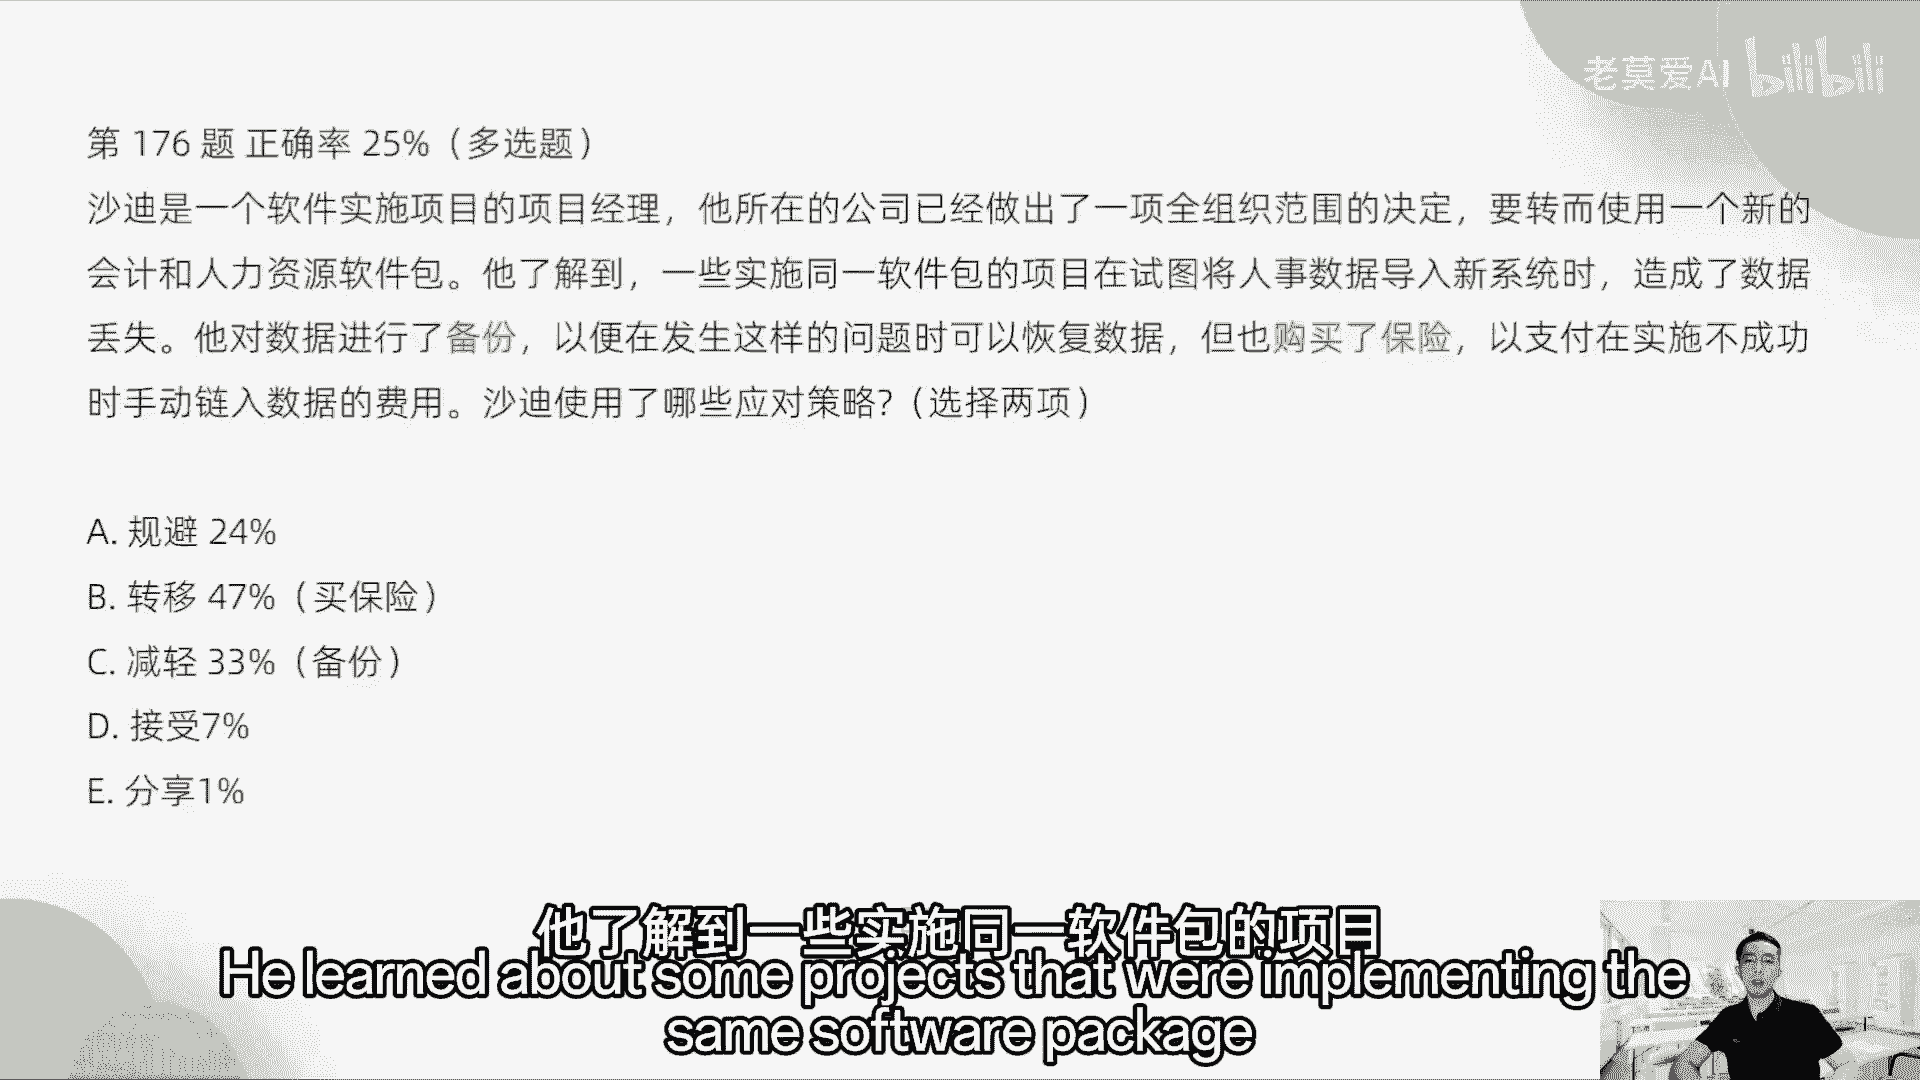 老莫爱AI bilibili
第 176 题 正确率 25%（多选题）
沙迪是一个软件实施项目的项目经理，他所在的公司已经做出了一项全组织范围的决定，要转而使用一个新的
会计和人力资源软件包。他了解到，一些实施同一软件包的项目在试图将人事数据导入新系统时，造成了数据
丢失。他对数据进行了备份，以便在发生这样的问题时可以恢复数据，但也购买了保险，以支付在实施不成功
时手动链入数据的费用。沙迪使用了哪些应对策略?（选择两项）
A. 规避 24%
B. 转移 47%（买保险）
C. 减轻 33%（备份）
D. 接受7%
E. 分享1%
他了解到一些实施同一软件包的项目
He learned about some projects that were implementing the
same software package